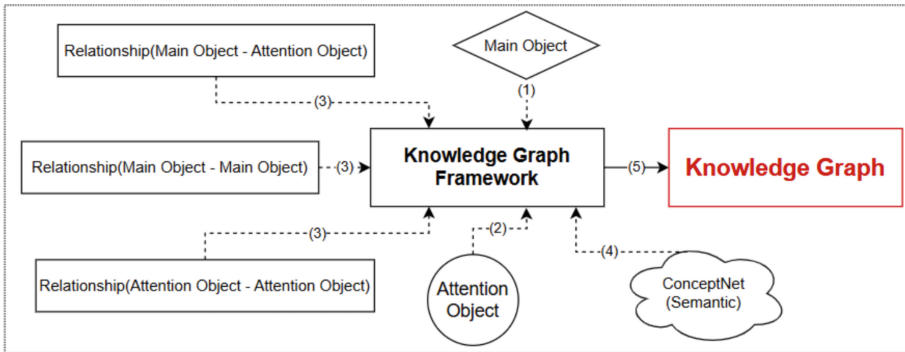 Relationship(Main Object - Attention Object)
Main Object
(1)
(3)
Relationship(Main Object - Main Object)
(3)
Knowledge Graph
Framework
(5)
Knowledge Graph
(3)
(2)
(4)
Relationship(Attention Object - Attention Object)
Attention
Object
ConceptNet
(Semantic)